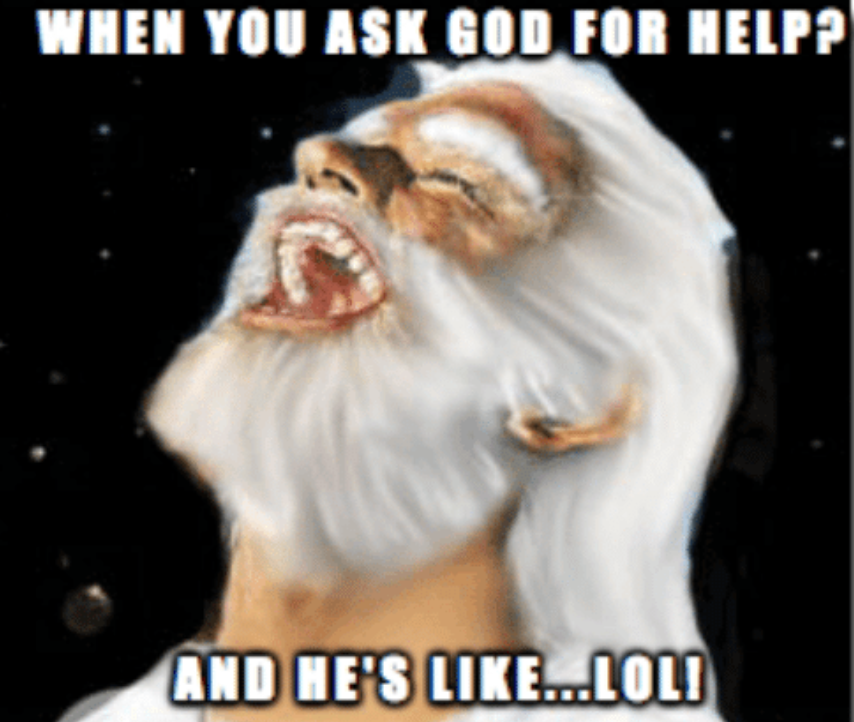 WHEN YOU ASK GOD FOR HELP?
AND HE'S LIKE...LOL!